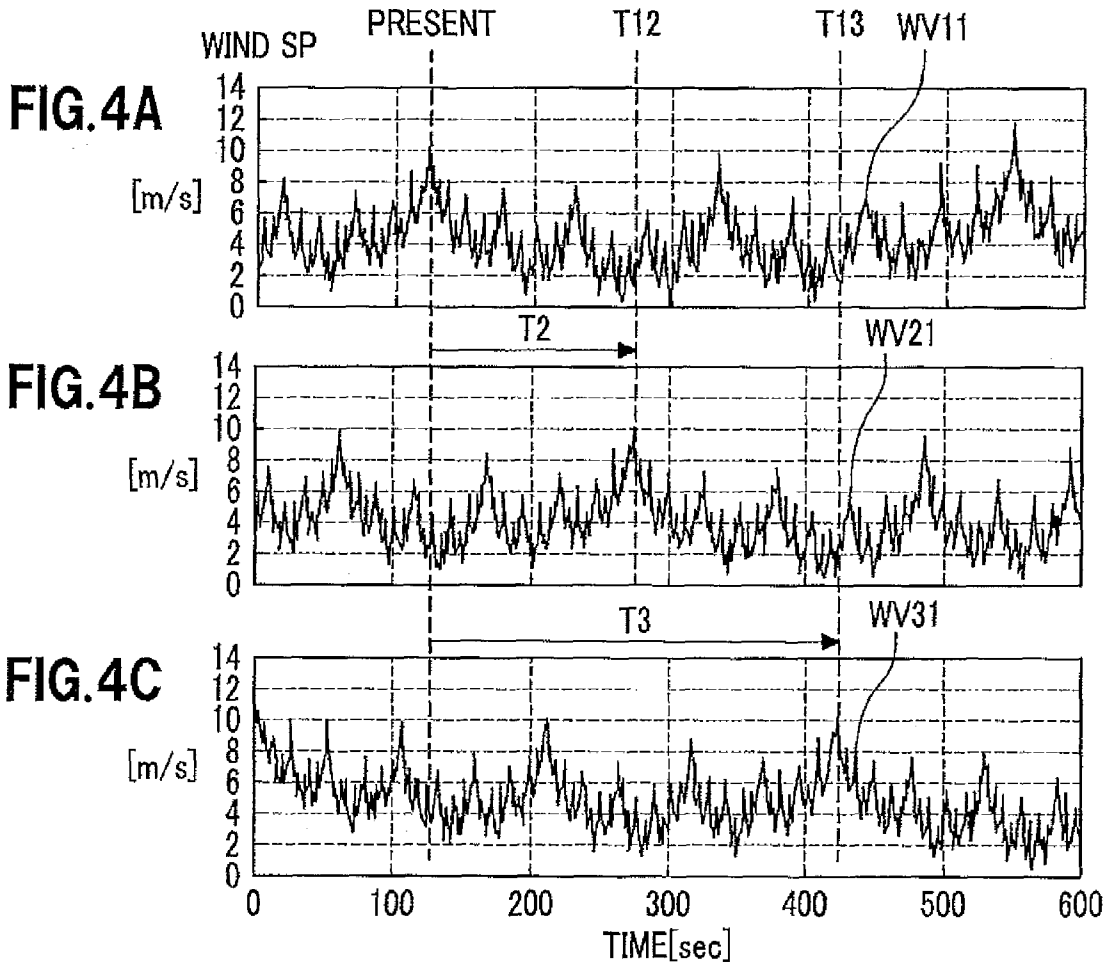 PRESENT T12 T13 WV11
WIND SP
FIG.4A
[m/s]
14
12
10
8
6
4
2
0
T2
WV21
FIG.4B
[m/s]
14
12
10
8
6
4
2
0
T3
WV31
FIG.4C
[m/s]
14
12
10
8
6
4
2
0
0 100 200 300 400 500 600
TIME[sec]